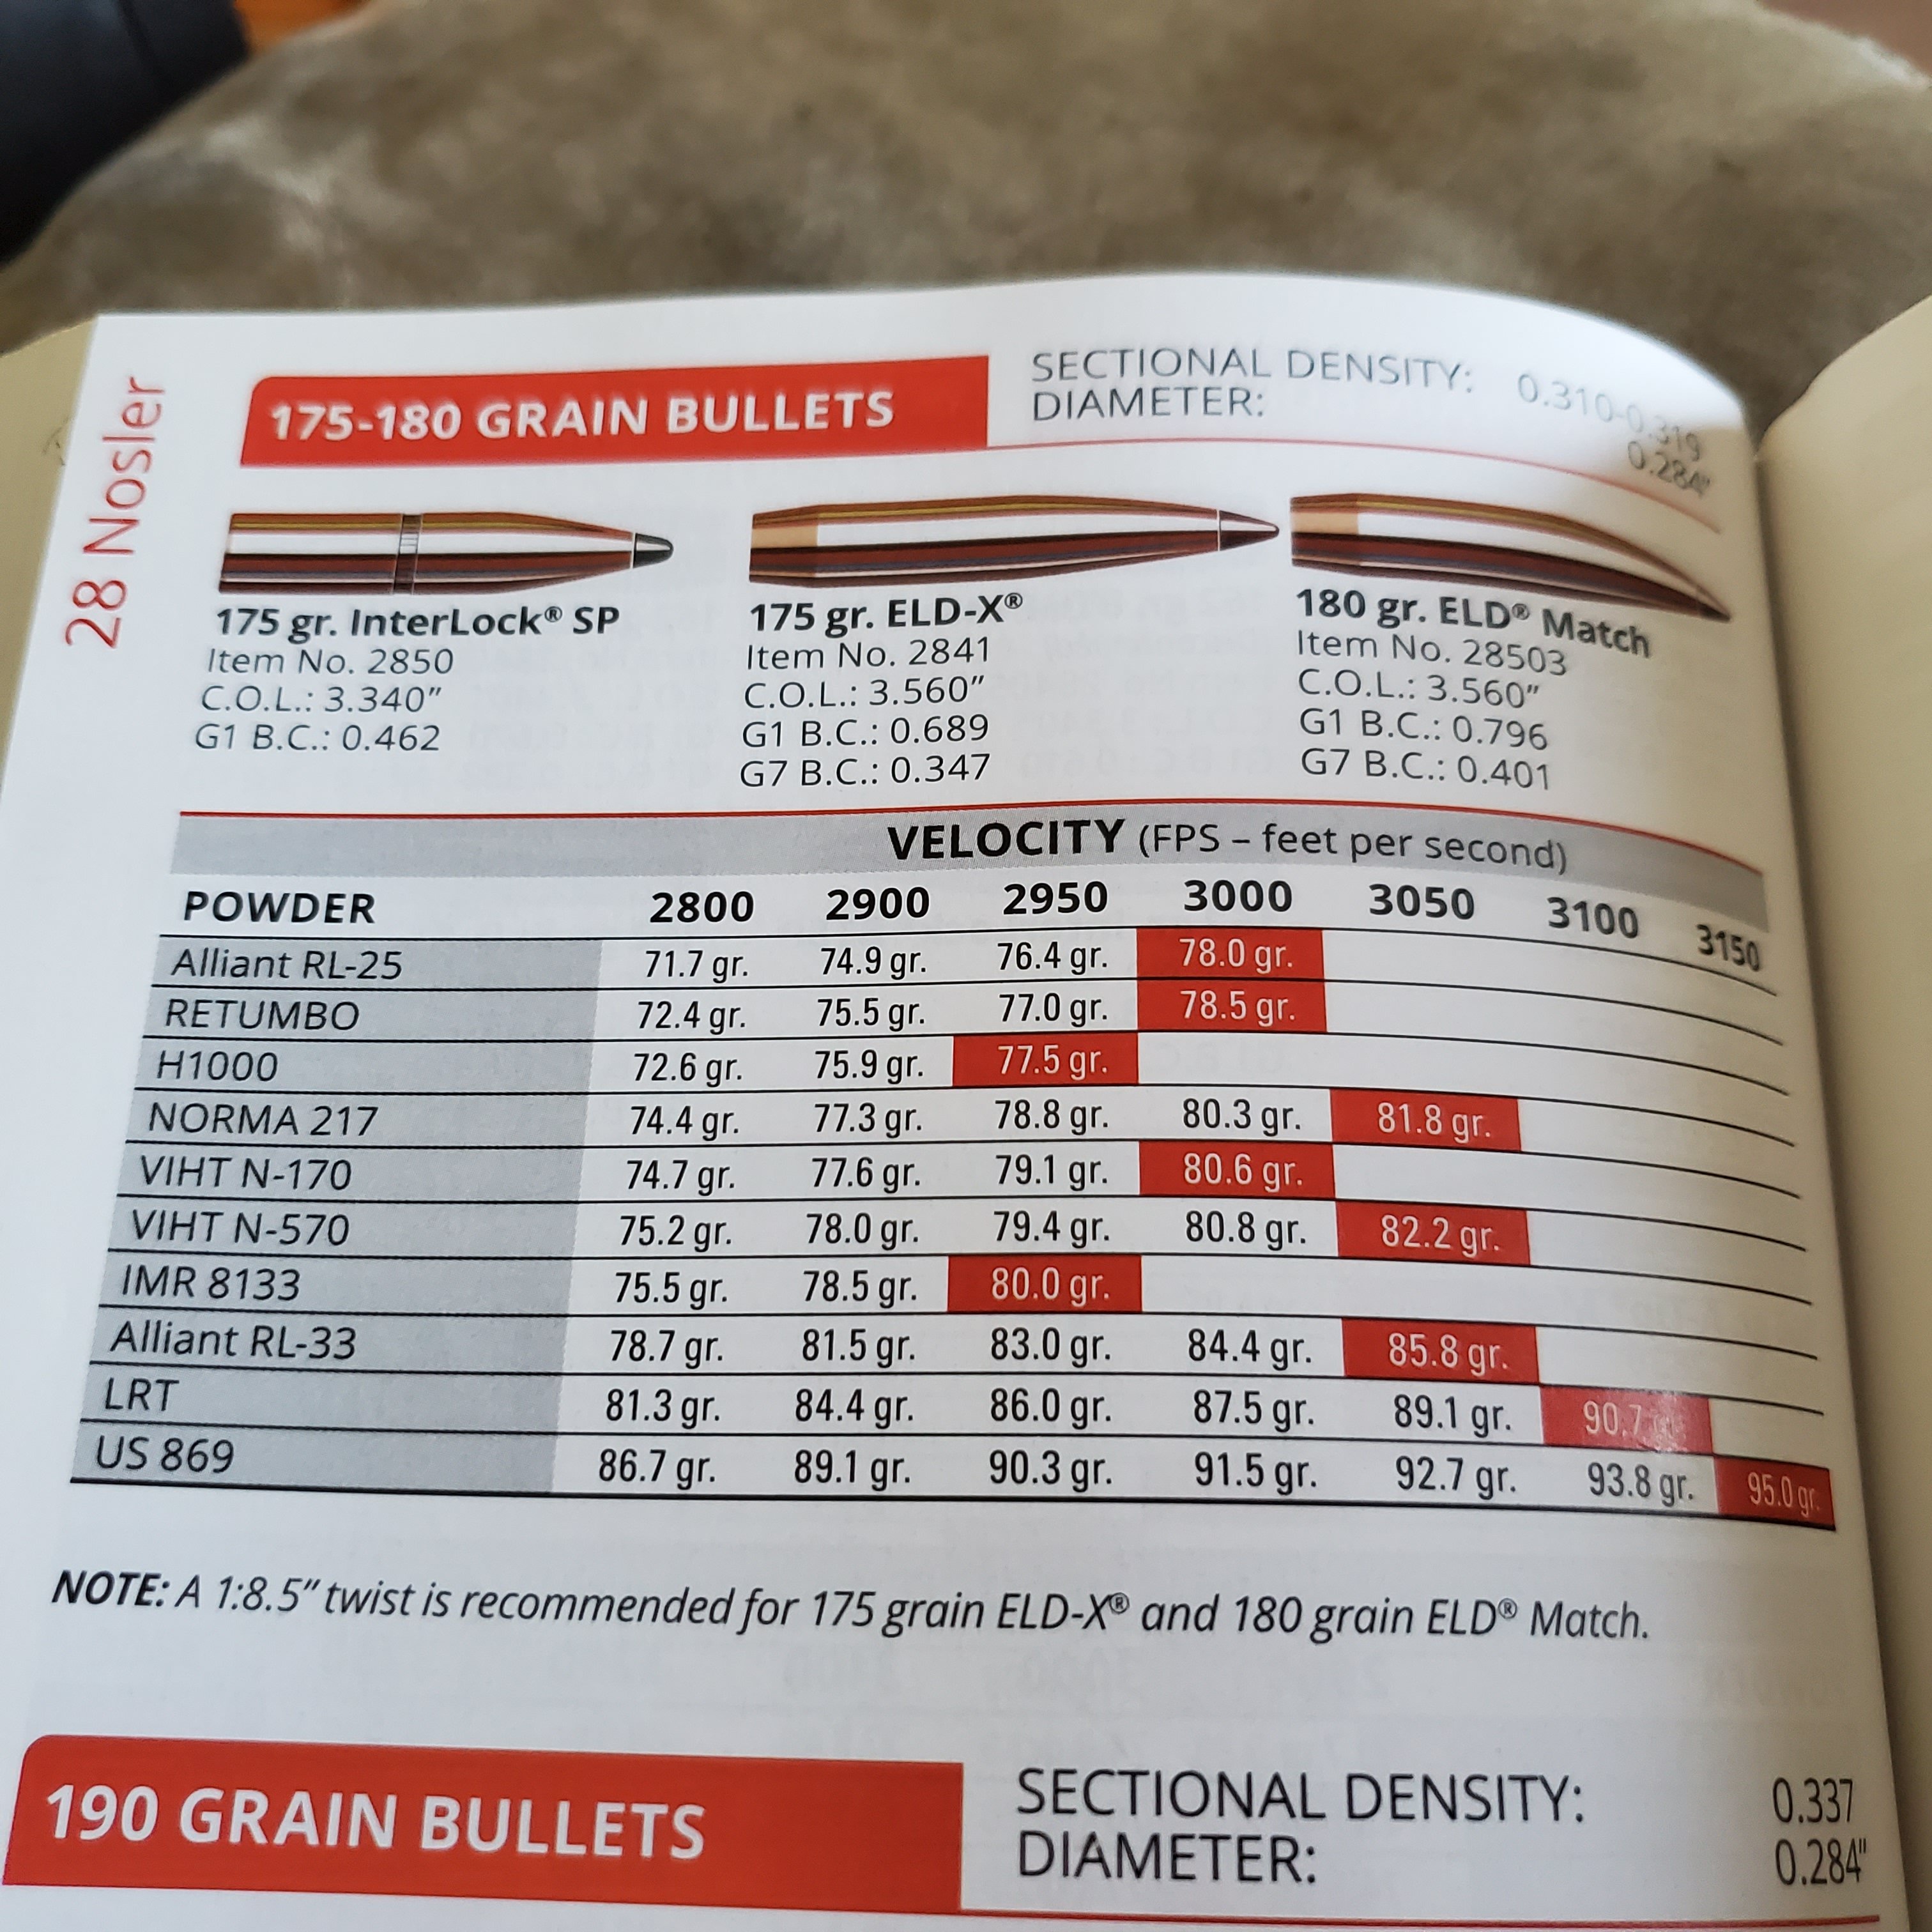 28 Nosler
175-180 GRAIN BULLETS
SECTIONAL DENSITY: 0.310-0.319
DIAMETER: 0.284"
175 gr. InterLock® SP
Item No. 2850
C.O.L.: 3.340"
G1 B.C.: 0.462
175 gr. ELD-X®
Item No. 2841
C.O.L.: 3.560"
G1 B.C.: 0.689
G7 B.C.: 0.347
180 gr. ELD® Match
Item No. 28503
C.O.L.: 3.560"
G1 B.C.: 0.796
G7 B.C.: 0.401
VELOCITY (FPS – feet per second)
POWDER 2800 2900 2950 3000 3050 3100 3150
Alliant RL-25 71.7 gr. 74.9 gr. 76.4 gr. 78.0 gr.
RETUMBO 72.4 gr. 75.5 gr. 77.0 gr. 78.5 gr.
H1000 72.6 gr. 75.9 gr. 77.5 gr.
NORMA 217 74.4 gr. 77.3 gr. 78.8 gr. 80.3 gr. 81.8 gr.
VIHT N-170 74.7 gr. 77.6 gr. 79.1 gr. 80.6 gr.
VIHT N-570 75.2 gr. 78.0 gr. 79.4 gr. 80.8 gr. 82.2 gr.
IMR 8133 75.5 gr. 78.5 gr. 80.0 gr.
Alliant RL-33 78.7 gr. 81.5 gr. 83.0 gr. 84.4 gr. 85.8 gr.
LRT 81.3 gr. 84.4 gr. 86.0 gr. 87.5 gr. 89.1 gr. 90.7
US 869 86.7 gr. 89.1 gr. 90.3 gr. 91.5 gr. 92.7 gr. 93.8 gr. 95.0 gr.
NOTE: A 1:8.5" twist is recommended for 175 grain ELD-X® and 180 grain ELD® Match.
190 GRAIN BULLETS
SECTIONAL DENSITY: 0.337
DIAMETER: 0.284"